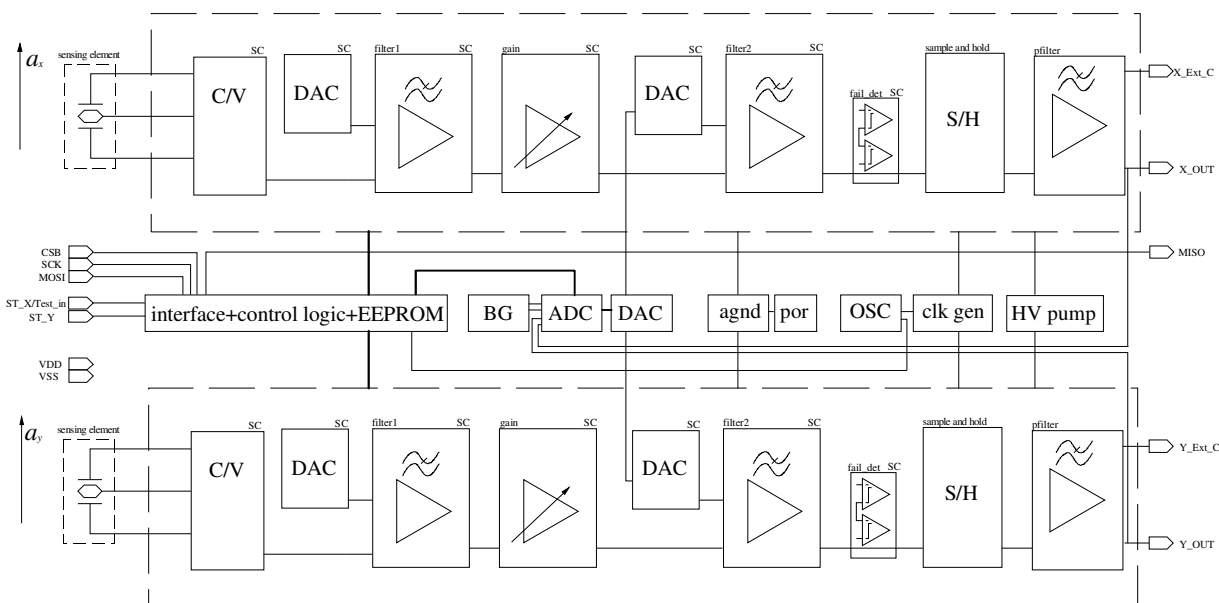 SC SC SC SC SC
filter1 gain filter2 sample and hold pfilter
a_x
sensing element
C/V DAC DAC
X_Ext_C
fail_det SC
S/H
X_OUT
CSB
SCK
MOSI
MISO
ST_X/Test_in
ST_Y
interface+control logic+EEPROM BG ADC DAC agnd por OSC clk gen HV pump
VDD
VSS
SC SC SC SC SC
filter1 gain filter2 sample and hold pfilter
a_y
sensing element
C/V DAC DAC
Y_Ext_C
fail_det SC
S/H
Y_OUT